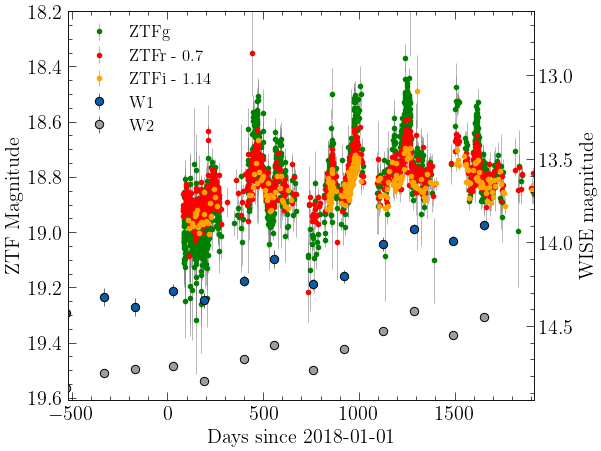 ZTFg
ZTFr - 0.7
ZTFi - 1.14
W1
W2
18.2
18.4
18.6
18.8
19.0
19.2
19.4
19.6
ZTF Magnitude
13.0
13.5
14.0
14.5
WISE magnitude
−500
0
500
1000
1500
Days since 2018-01-01